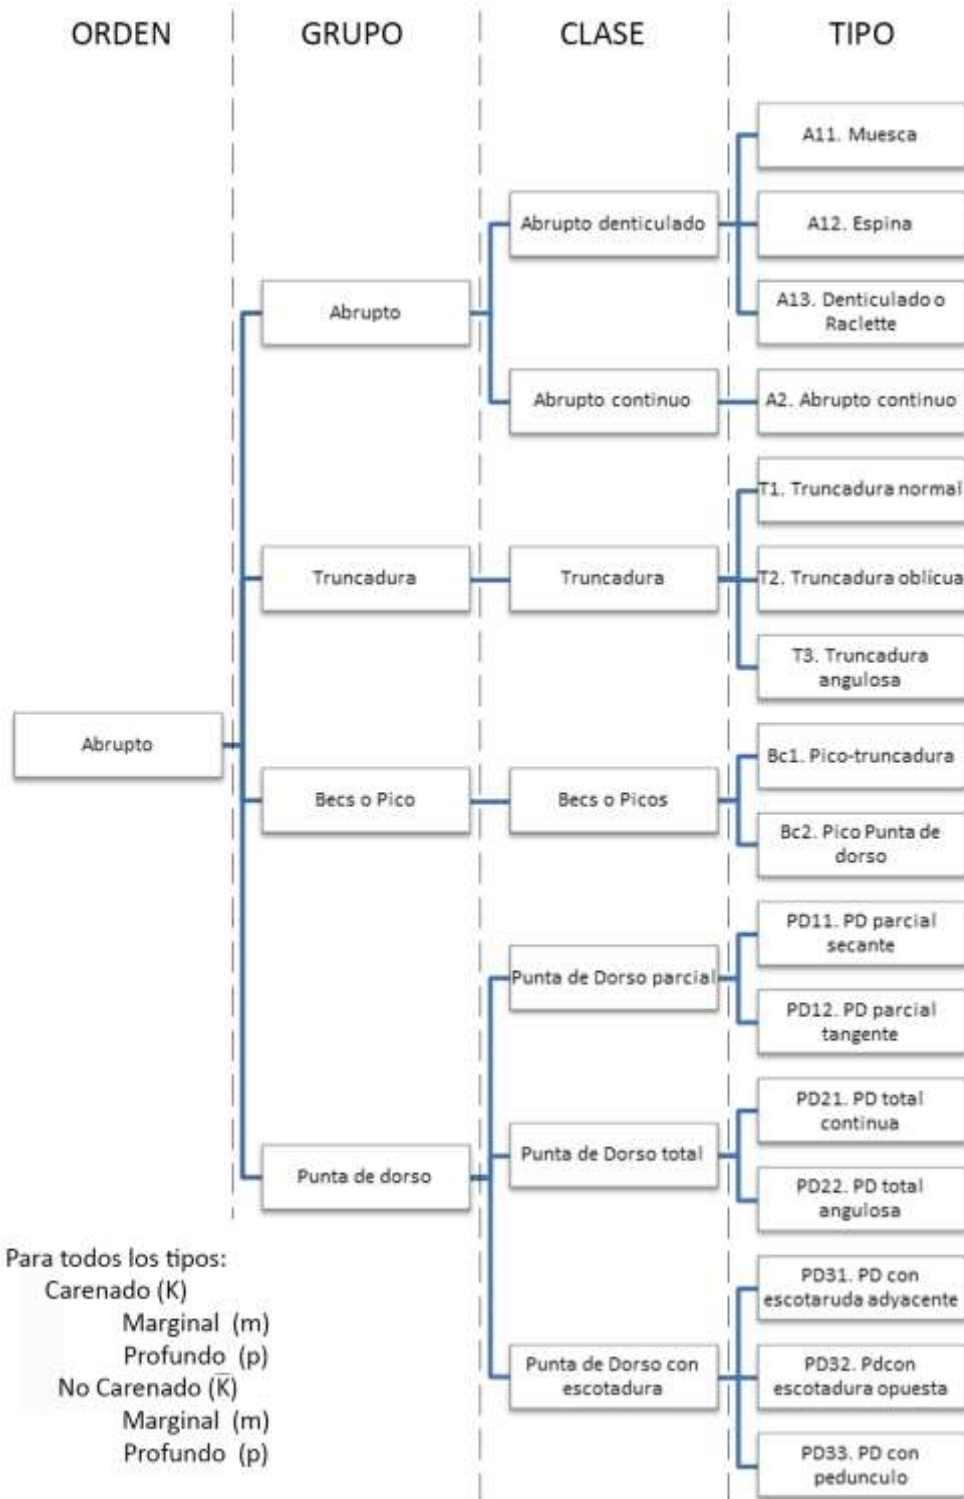 ORDEN GRUPO CLASE TIPO
A11. Muesca
Abrupto denticulado
A12. Espina
Abrupto
A13. Denticulado o
Raclette
Abrupto continuo
A2. Abrupto continuo
T1. Truncadura normal
Truncadura
Truncadura
T2. Truncadura oblícua
T3. Truncadura
angulosa
Abrupto
Bc1. Pico-truncadura
Becs o Pico
Becs o Picos
Bc2. Pico Punta de
dorso
PD11. PD parcial
secante
Punta de Dorso parcial
PD12. PD parcial
tangente
PD21. PD total
continua
Punta de Dorso total
Punta de dorso
PD22. PD total
angulosa
PD31. PD con
escotaruda adyacente
Punta de Dorso con
escotadura
PD32. Pdcon
escotadura opuesta
PD33. PD con
pedunculo
Para todos los tipos:
Carenado (K)
Marginal (m)
Profundo (p)
No Carenado (K̅)
Marginal (m)
Profundo (p)